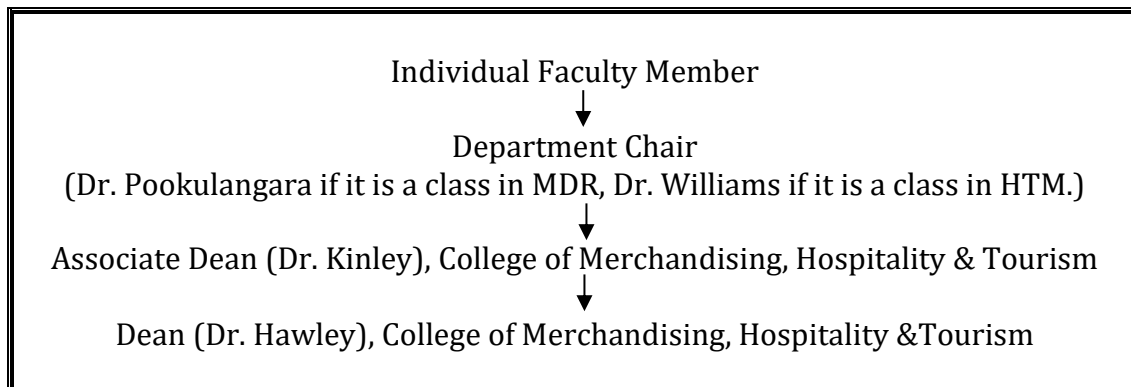 Individual Faculty Member
Department Chair
(Dr. Pookulangara if it is a class in MDR, Dr. Williams if it is a class in HTM.)
Associate Dean (Dr. Kinley), College of Merchandising, Hospitality & Tourism
Dean (Dr. Hawley), College of Merchandising, Hospitality &Tourism